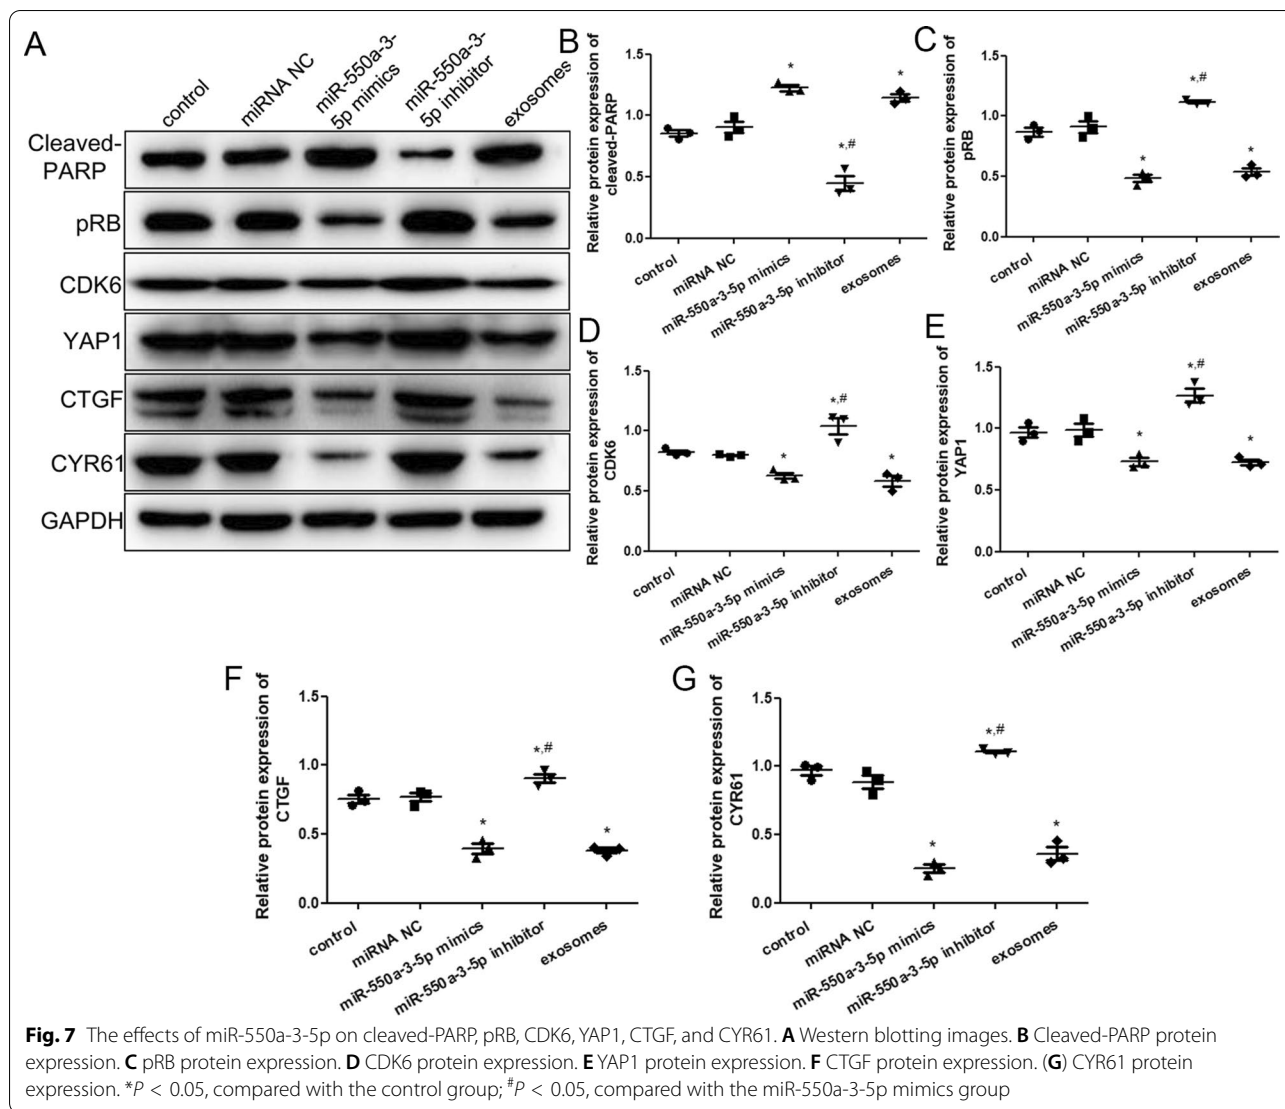 A
control
miRNA NC
miR-550a-3-
5p mimics
miR-550a-3-
5p inhibitor
exosomes
Cleaved-
PARP
pRB
CDK6
YAP1
CTGF
CYR61
GAPDH
B
Relative protein expression of
cleaved-PARP
1.5
1.0
0.5
0.0
*
*,#
*
control
miRNA NC
miR-550a-3-5p mimics
miR-550a-3-5p inhibitor
exosomes
C
Relative protein expression of
pRB
1.5
1.0
0.5
0.0
*
*,#
*
control
miRNA NC
miR-550a-3-5p mimics
miR-550a-3-5p inhibitor
exosomes
D
Relative protein expression of
CDK6
1.5
1.0
0.5
0.0
*
*,#
*
control
miRNA NC
miR-550a-3-5p mimics
miR-550a-3-5p inhibitor
exosomes
E
Relative protein expression of
YAP1
1.5
1.0
0.5
0.0
*
*,#
*
control
miRNA NC
miR-550a-3-5p mimics
miR-550a-3-5p inhibitor
exosomes
F
Relative protein expression of
CTGF
1.5
1.0
0.5
0.0
*
*,#
*
control
miRNA NC
miR-550a-3-5p mimics
miR-550a-3-5p inhibitor
exosomes
G
Relative protein expression of
CYR61
1.5
1.0
0.5
0.0
*
*,#
*
control
miRNA NC
miR-550a-3-5p mimics
miR-550a-3-5p inhibitor
exosomes
Fig. 7 The effects of miR-550a-3-5p on cleaved-PARP, pRB, CDK6, YAP1, CTGF, and CYR61. A Western blotting images. B Cleaved-PARP protein
expression. C pRB protein expression. D CDK6 protein expression. E YAP1 protein expression. F CTGF protein expression. (G) CYR61 protein
expression. *P < 0.05, compared with the control group; #P < 0.05, compared with the miR-550a-3-5p mimics group